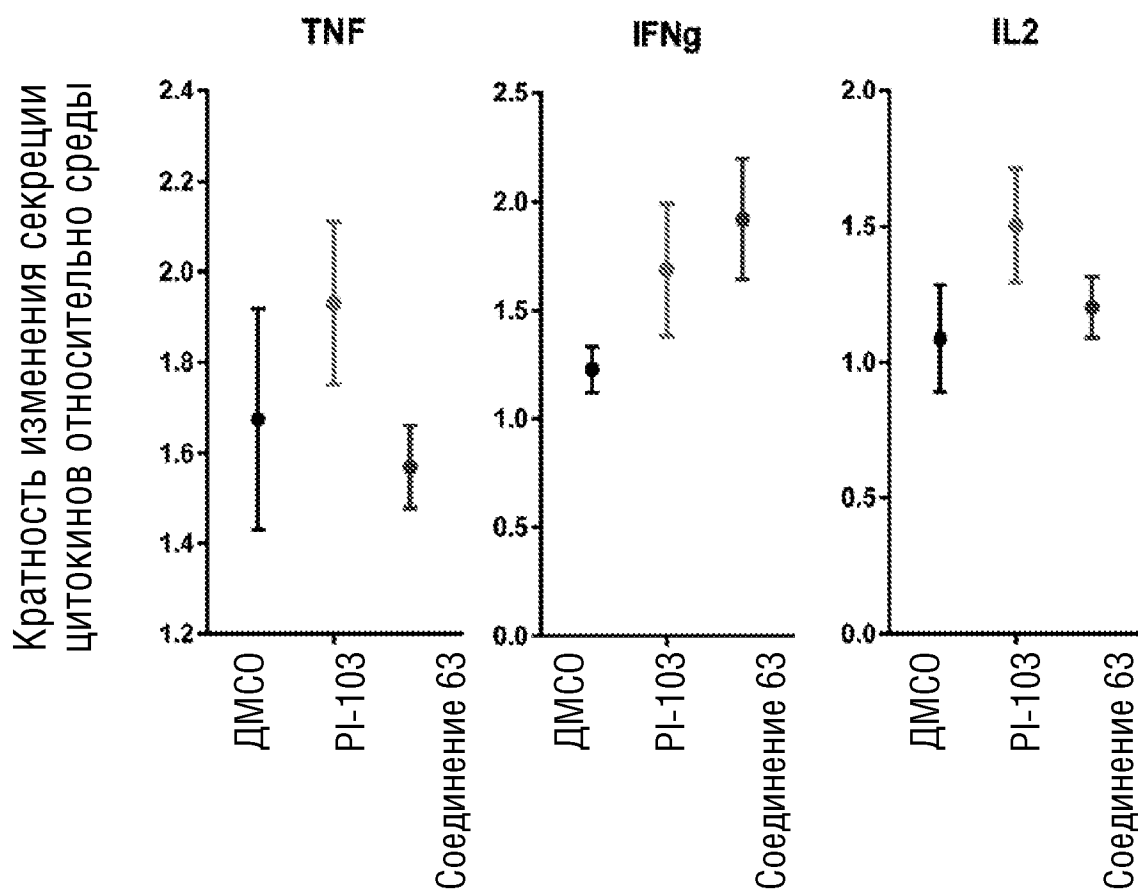 TNF
IFNg
IL2
Кратность изменения секреции
цитокинов относительно среды
2.4
2.2
2.0
1.8
1.6
1.4
1.2
ДМСО
PI-103
Соединение 63
2.5
2.0
1.5
1.0
0.5
0.0
ДМСО
PI-103
Соединение 63
2.0
1.5
1.0
0.5
0.0
ДМСО
PI-103
Соединение 63